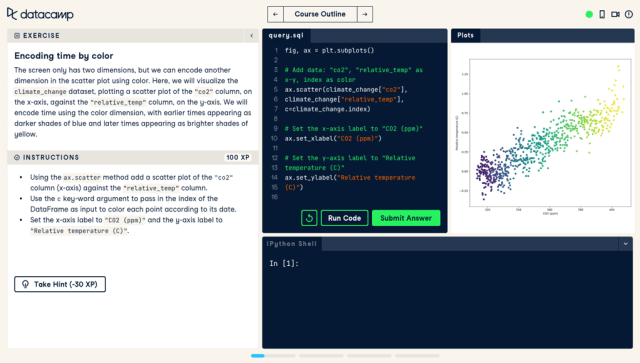 datacamp
Course Outline
EXERCISE
Encoding time by color
The screen only has two dimensions, but we can encode another
dimension in the scatter plot using color. Here, we will visualize the
climate_change dataset, plotting a scatter plot of the "co2" column, on
the x-axis, against the "relative_temp" column, on the y-axis. We will
encode time using the color dimension, with earlier times appearing as
darker shades of blue and later times appearing as brighter shades of
yellow.
INSTRUCTIONS
100 XP
Using the ax.scatter method add a scatter plot of the "co2"
column (x-axis) against the "relative_temp" column.
Use the c key-word argument to pass in the index of the
DataFrame as input to color each point according to its date.
Set the x-axis label to "CO2 (ppm)" and the y-axis label to
"Relative temperature (C)".
Take Hint (-30 XP)
query.sql
1 fig, ax = plt.subplots()
2
3 # Add data: "co2", "relative_temp" as
4 x-y, index as color
5 ax.scatter(climate_change["co2"],
6 climate_change["relative_temp"],
7 c=climate_change.index)
8
9 # Set the x-axis label to "CO2 (ppm)"
10 ax.set_xlabel("CO2 (ppm)")
11
12 # Set the y-axis label to "Relative
13 temperature (C)"
14 ax.set_ylabel("Relative temperature
15 (C)")
16
Run Code
Submit Answer
Plots
Relative temperature (C)
CO2 (ppm)
IPython Shell
In [1]: